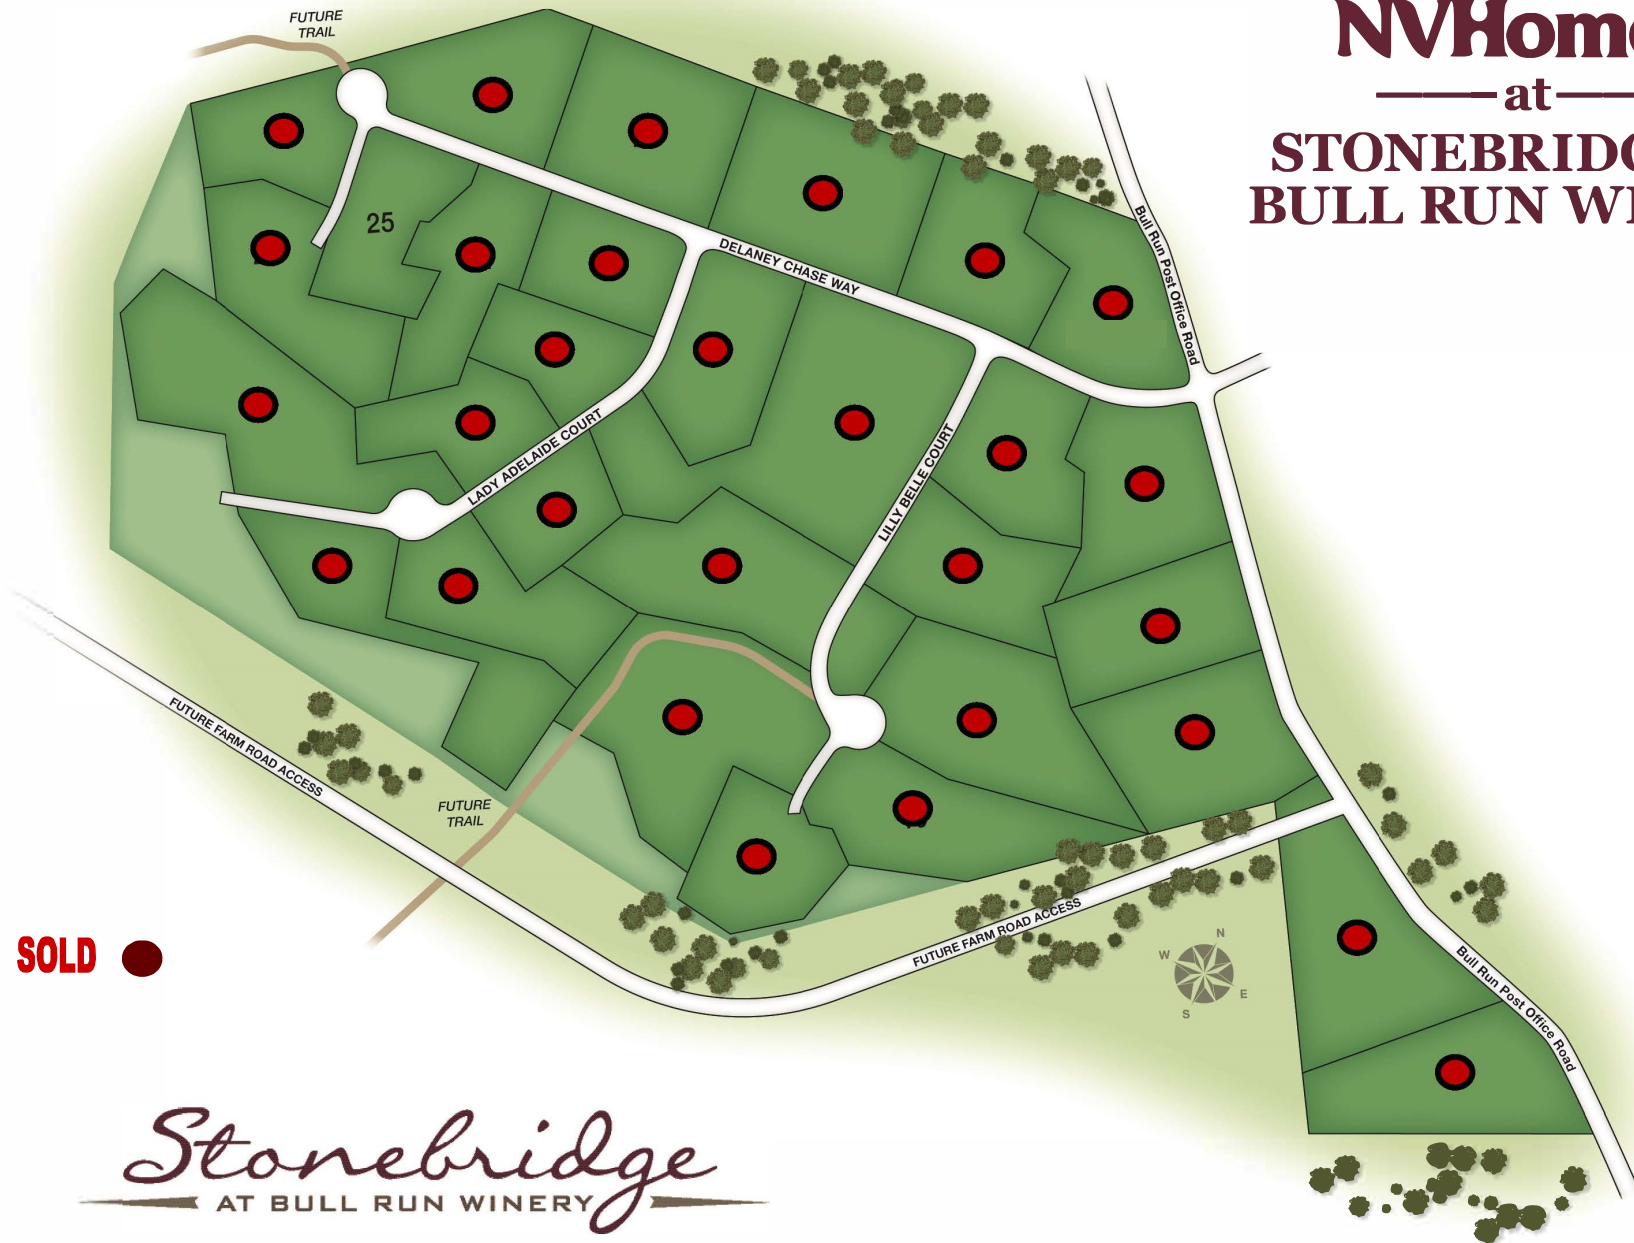 FUTURE
TRAIL
NVHome
at
STONEBRIDG
BULL RUN WI
25
DELANEY CHASE WAY
Bull Run Post Office Road
LADY ADELAIDE COURT
LILLY BELLE COURT
FUTURE FARM ROAD ACCESS
FUTURE
TRAIL
FUTURE FARM ROAD ACCESS
N
W
E
S
SOLD
Bull Run Post Office Road
Stonebridge
AT BULL RUN WINERY